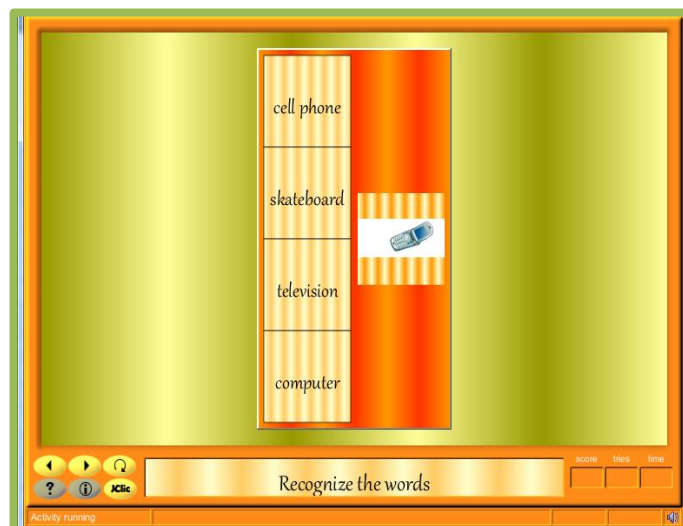 cell phone
skateboard
television
computer
score tries time
? i JClic
Recognize the words
Activity running